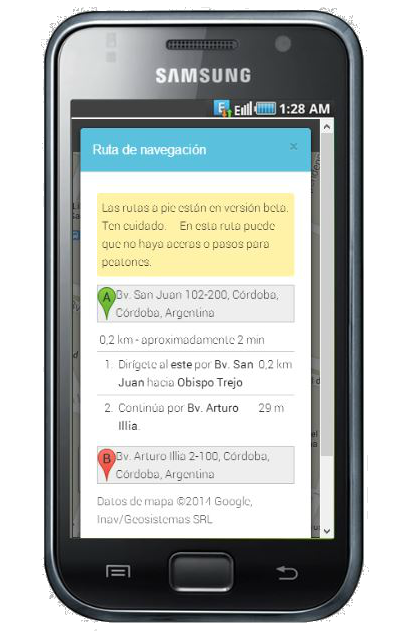 SAMSUNG
E 1:28 AM
Ruta de navegación ×
Las rutas a pie están en versión beta.
Ten cuidado. En esta ruta puede
que no haya aceras o pasos para
peatones.
A Bv. San Juan 102-200, Córdoba,
Córdoba, Argentina
0,2 km - aproximadamente 2 min
1. Dirígete al este por Bv. San 0,2 km
Juan hacia Obispo Trejo
2. Continúa por Bv. Arturo 29 m
Illia.
B Bv. Arturo Illia 2-100, Córdoba,
Córdoba, Argentina
Datos de mapa ©2014 Google,
Inav/Geosistemas SRL